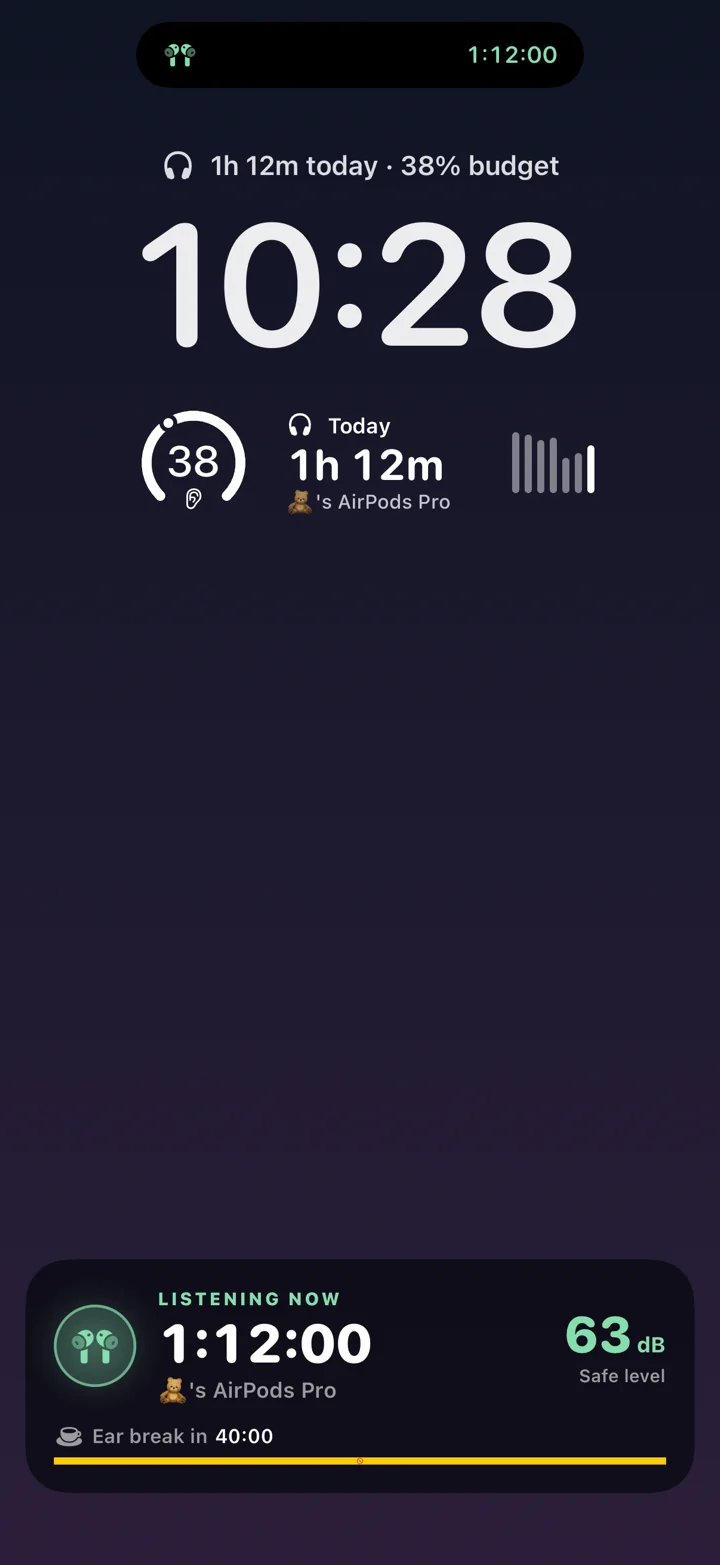 1:12:00
1h 12m today · 38% budget
10:28
38
Today
1h 12m
🧸's AirPods Pro
LISTENING NOW
1:12:00
🧸's AirPods Pro
63 dB
Safe level
Ear break in 40:00